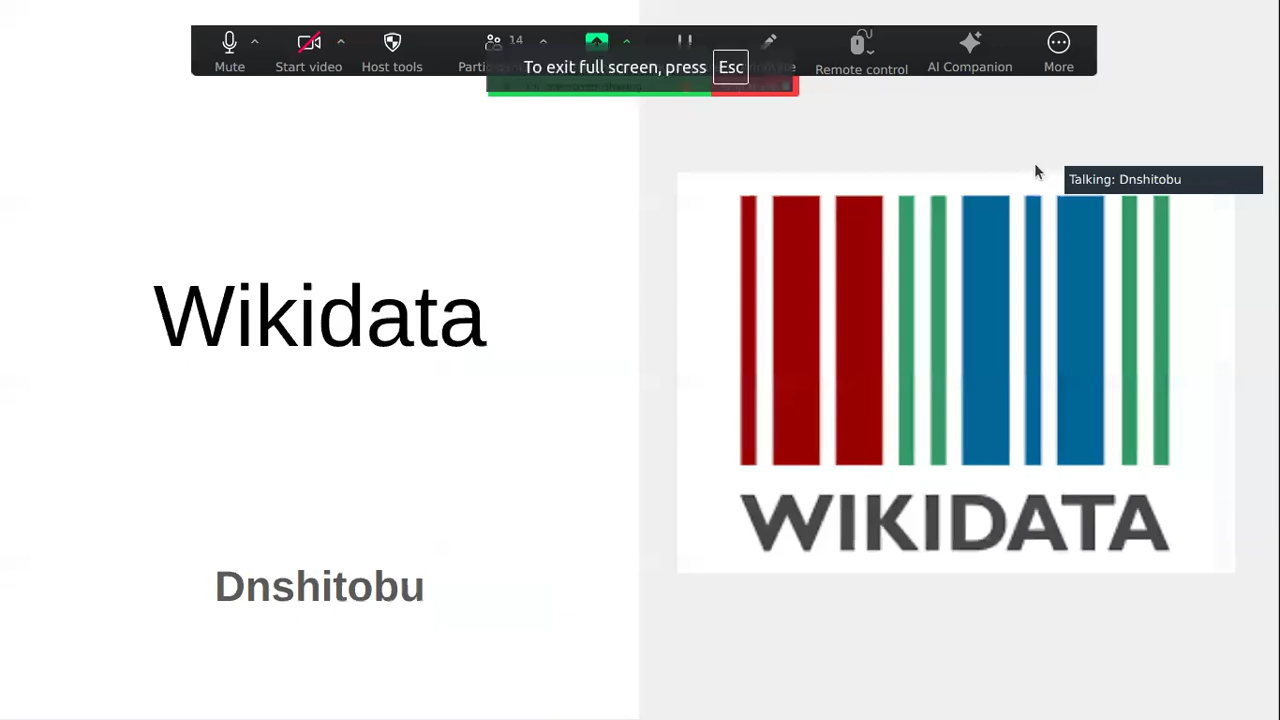 14
Mute
Start video
Host tools
To exit full screen, press Esc
Remote control
AI Companion
More
Talking: Dnshitobu
Wikidata
WIKIDATA
Dnshitobu